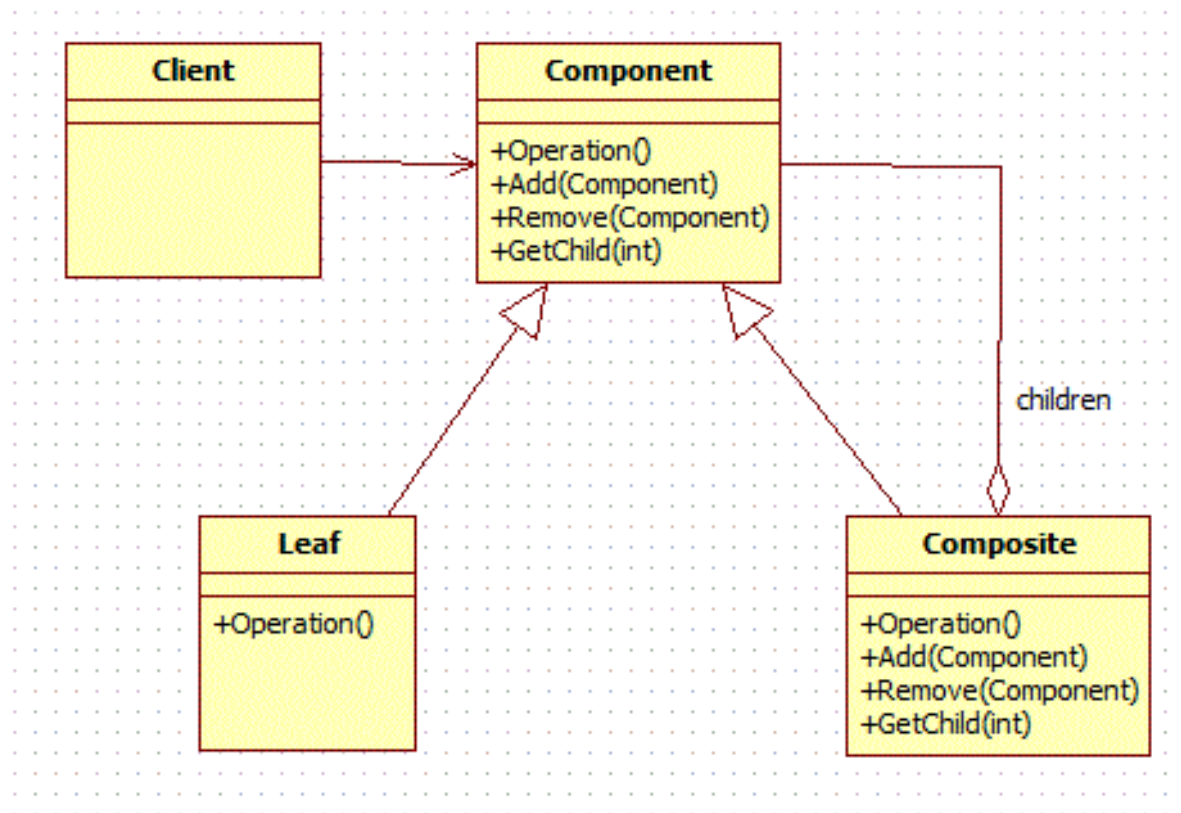 Client
Component
+Operation()
+Add(Component)
+Remove(Component)
+GetChild(int)
children
Leaf
+Operation()
Composite
+Operation()
+Add(Component)
+Remove(Component)
+GetChild(int)